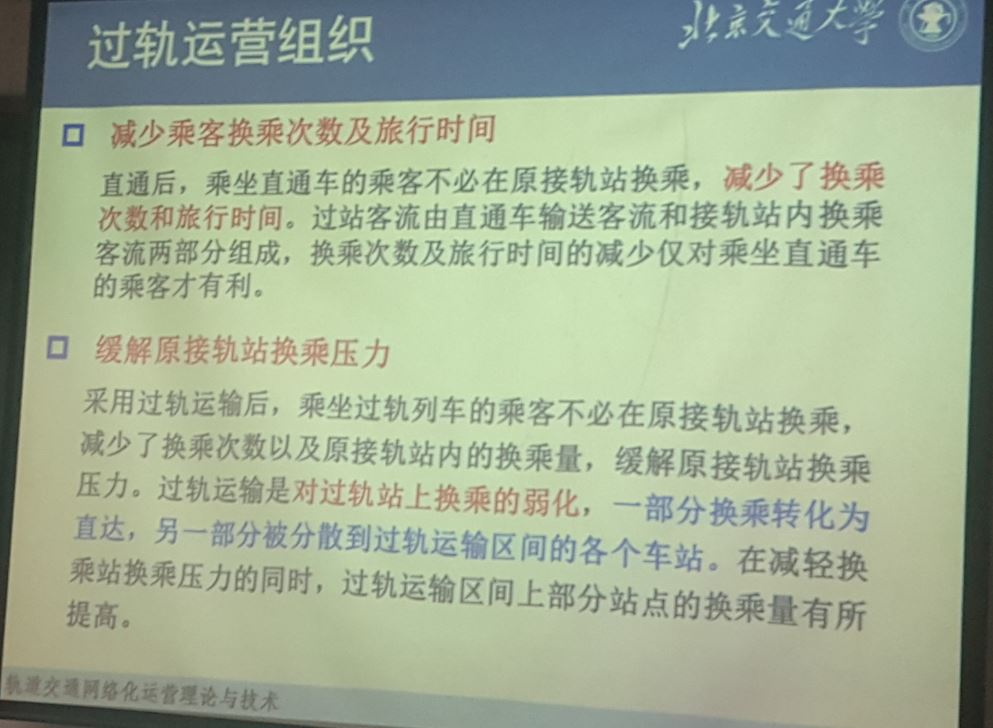 北京交通大学
过轨运营组织
减少乘客换乘次数及旅行时间
直通后，乘坐直通车的乘客不必在原接轨站换乘，减少了换乘
次数和旅行时间。过站客流由直通车输送客流和接轨站内换乘
客流两部分组成，换乘次数及旅行时间的减少仅对乘坐直通车
的乘客才有利。
缓解原接轨站换乘压力
采用过轨运输后，乘坐过轨列车的乘客不必在原接轨站换乘，
减少了换乘次数以及原接轨站内的换乘量，缓解原接轨站换乘
压力。过轨运输是对过轨站上换乘的弱化，一部分换乘转化为
直达，另一部分被分散到过轨运输区间的各个车站。在减轻换
乘站换乘压力的同时，过轨运输区间上部分站点的换乘量有所
提高。
轨道交通网络化运营理论与技术